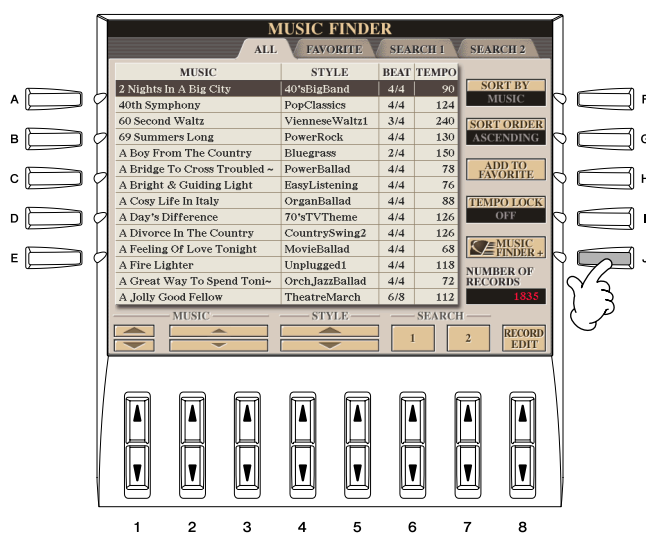 MUSIC FINDER
ALL FAVORITE SEARCH 1 SEARCH 2
MUSIC STYLE BEAT TEMPO
2 Nights In A Big City 40'sBigBand 4/4 90
40th Symphony PopClassics 4/4 124
60 Second Waltz VienneseWaltz1 3/4 240
69 Summers Long PowerRock 4/4 130
A Boy From The Country Bluegrass 2/4 150
A Bridge To Cross Troubled ~ PowerBallad 4/4 78
A Bright & Guiding Light EasyListening 4/4 76
A Cosy Life In Italy OrganBallad 4/4 88
A Day's Difference 70'sTVTheme 4/4 126
A Divorce In The Country CountrySwing2 4/4 126
A Feeling Of Love Tonight MovieBallad 4/4 68
A Fire Lighter Unplugged1 4/4 118
A Great Way To Spend Toni~ OrchJazzBallad 4/4 72
A Jolly Good Fellow TheatreMarch 6/8 112
SORT BY
MUSIC
SORT ORDER
ASCENDING
ADD TO
FAVORITE
TEMPO LOCK
OFF
MUSIC
FINDER +
NUMBER OF
RECORDS
1835
MUSIC STYLE SEARCH
1 2 RECORD
EDIT
A
B
C
D
E
F
G
H
I
J
1 2 3 4 5 6 7 8